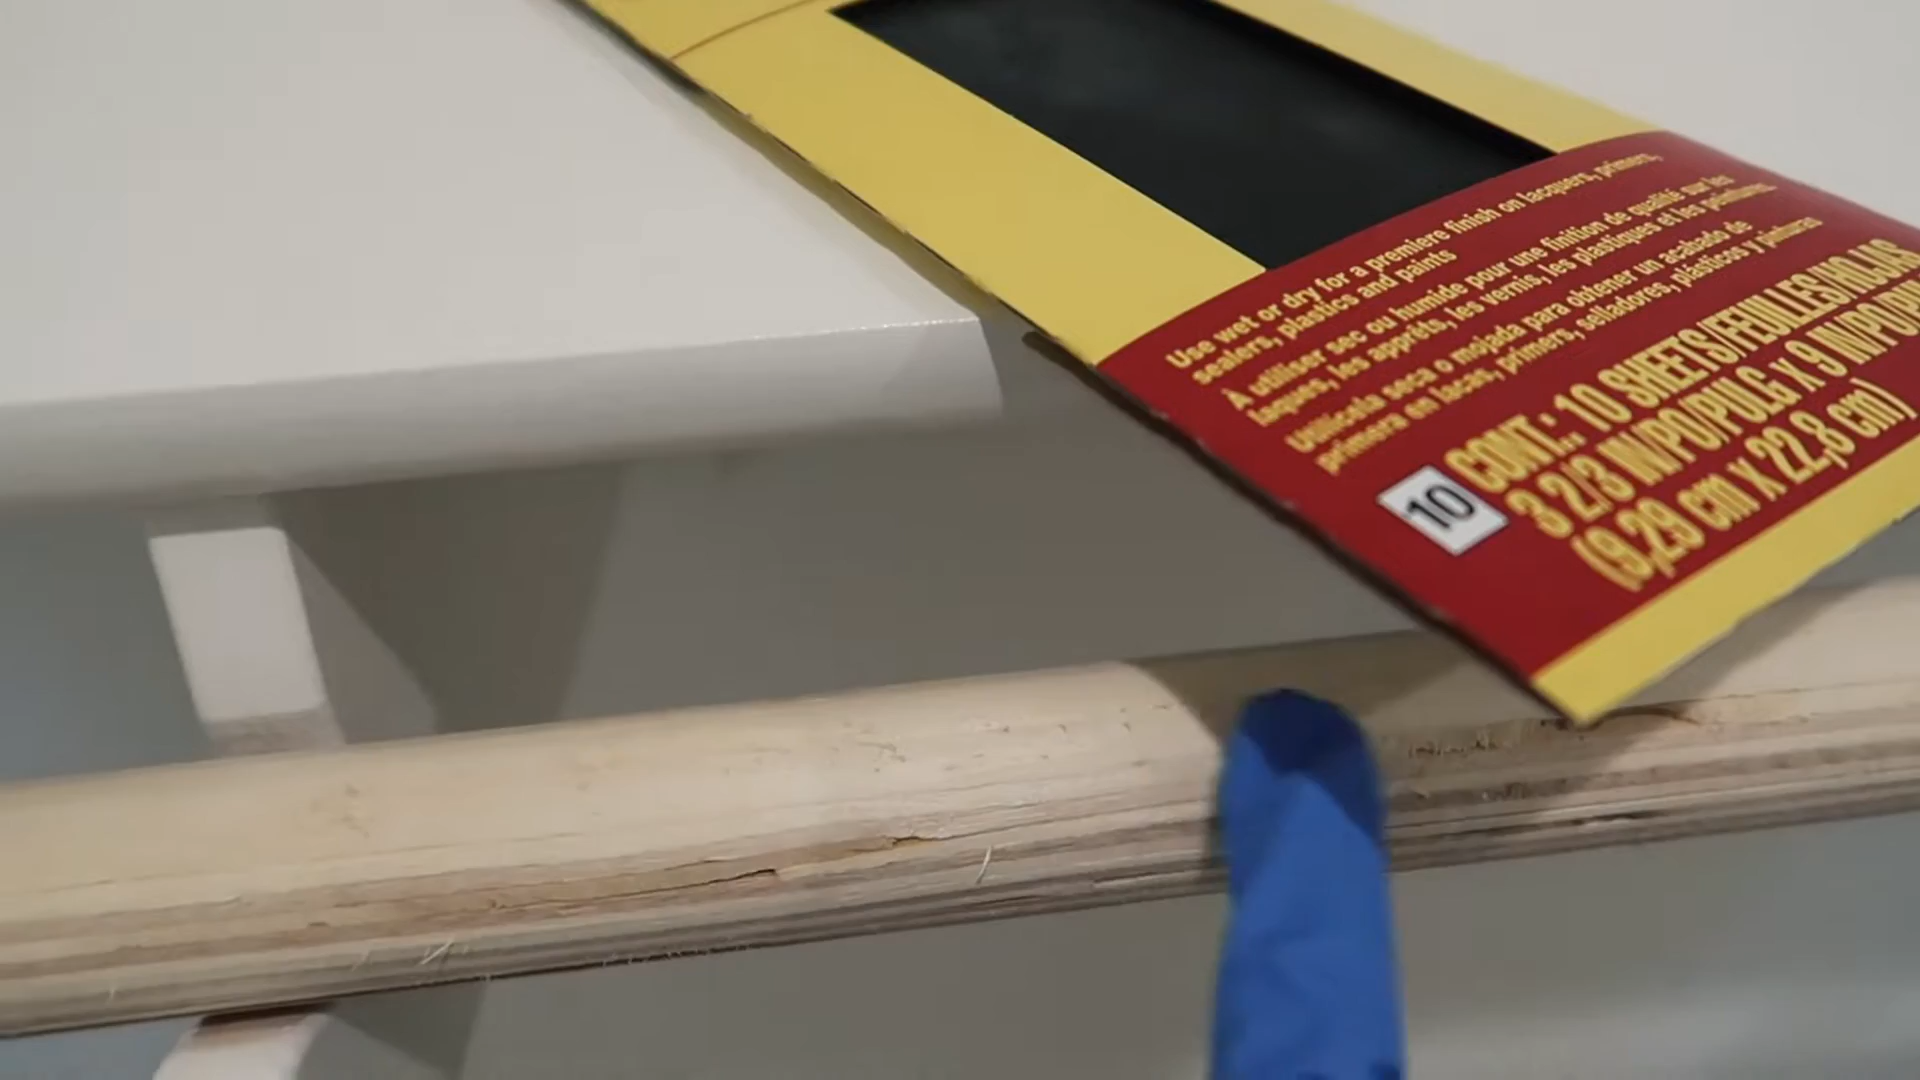 Use wet or dry for a premiere finish on lacquers, primers,
sealers, plastics and paints
À utiliser sec ou humide pour une finition de qualité sur les
laques, les apprêts, les vernis, les plastiques et les peintures.
Utilícela seca o mojada para obtener un acabado de
primera en lacas, primers, selladores, plásticos y pinturas
10
CONT.: 10 SHEETS/FEUILLES/HOJAS
3 2/3 IN/PO/PULG x 9 IN/PO/PU
(9,29 cm x 22,8 cm)